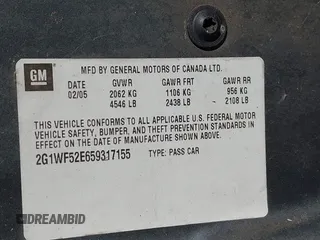 GM
MFD BY GENERAL MOTORS OF CANADA LTD.
DATE GVWR GAWR FRT GAWR RR
02/05 2062 KG 1106 KG 956 KG
4546 LB 2438 LB 2108 LB
THIS VEHICLE CONFORMS TO ALL APPLICABLE U.S. FEDERAL MOTOR
VEHICLE SAFETY, BUMPER, AND THEFT PREVENTION STANDARDS
IN EFFECT ON THE DATE OF MANUFACTURE SHOWN ABOVE.
2G1WF52E659317155 TYPE: PASS CAR
DREAMBID